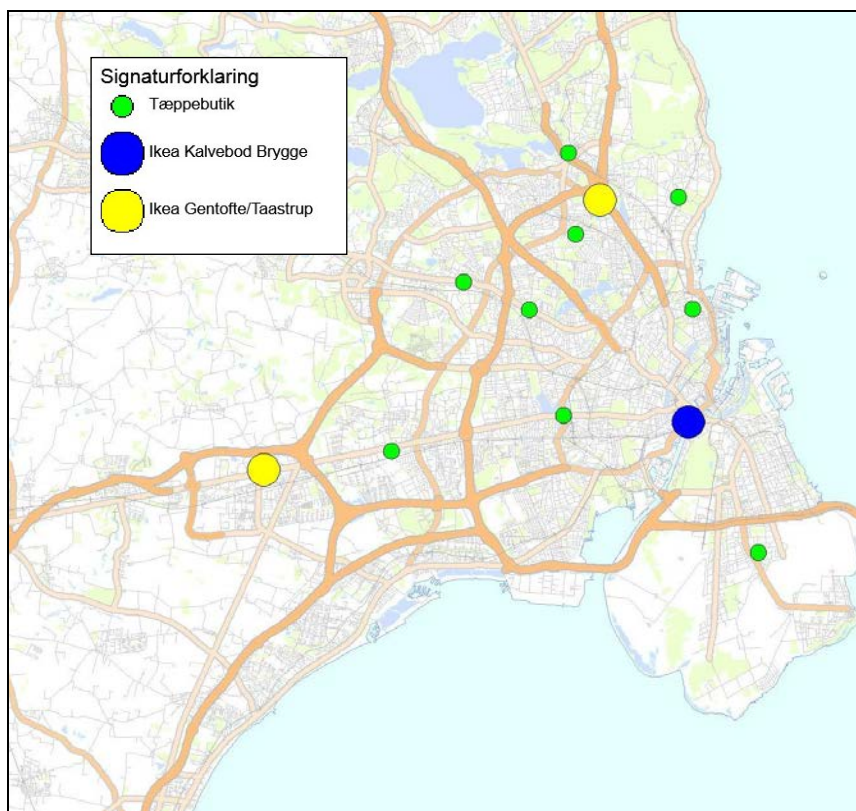 Signaturforklaring
Tæppebutik
Ikea Kalvebod Brygge
Ikea Gentofte/Taastrup